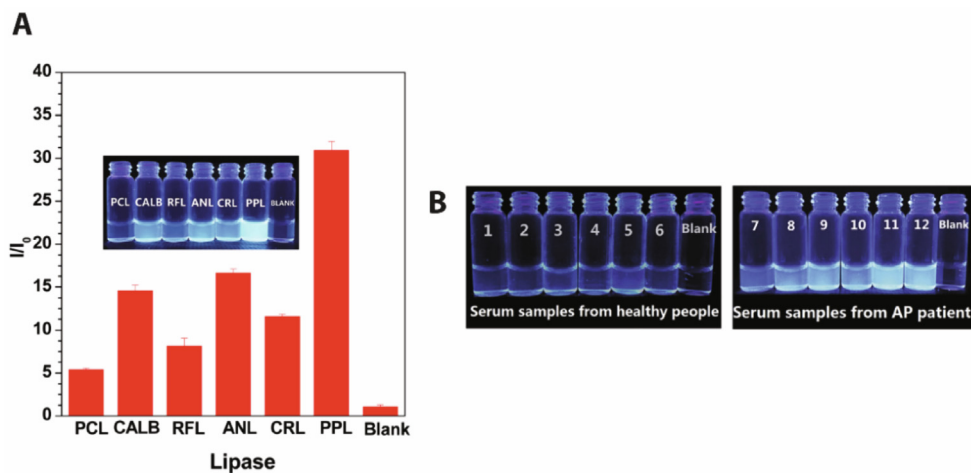 A
40
35
30
25
20
15
10
5
0
I/I₀
PCL CALB RFL ANL CRL PPL BLANK
PCL CALB RFL ANL CRL PPL Blank
Lipase
B
1 2 3 4 5 6 Blank
Serum samples from healthy people
7 8 9 10 11 12 Blank
Serum samples from AP patient